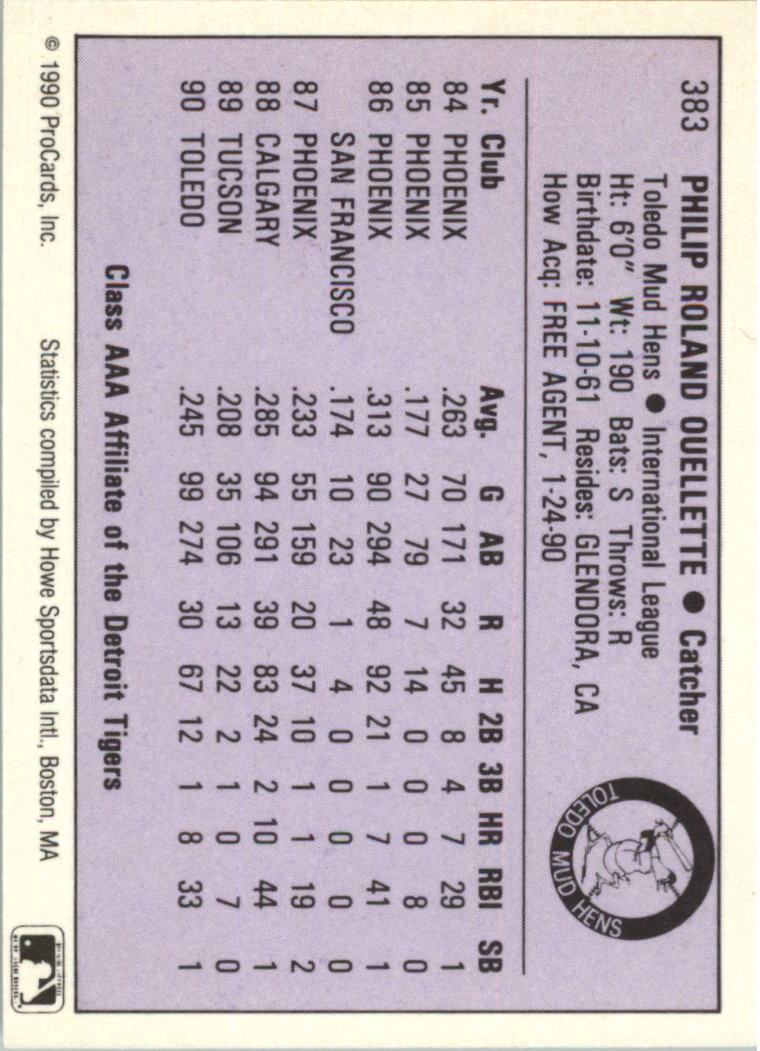 383 PHILIP ROLAND OUELLETTE ● Catcher
Toledo Mud Hens ● International League
Ht: 6'0" Wt: 190 Bats: S Throws: R
Birthdate: 11-10-61 Resides: GLENDORA, CA
How Acq: FREE AGENT, 1-24-90
TOLEDO MUD HENS
Yr. Club Avg. G AB R H 2B 3B HR RBI SB
84 PHOENIX .263 70 171 32 45 8 4 7 29 1
85 PHOENIX .177 27 79 7 14 0 0 0 8 0
86 PHOENIX .313 90 294 48 92 21 1 7 41 1
SAN FRANCISCO .174 10 23 1 4 0 0 0 0 0
87 PHOENIX .233 55 159 20 37 10 1 1 19 2
88 CALGARY .285 94 291 39 83 24 2 10 44 1
89 TUCSON .208 35 106 13 22 2 1 0 7 0
90 TOLEDO .245 99 274 30 67 12 1 8 33 1
Class AAA Affiliate of the Detroit Tigers
© 1990 ProCards, Inc. Statistics compiled by Howe Sportsdata Intl., Boston, MA